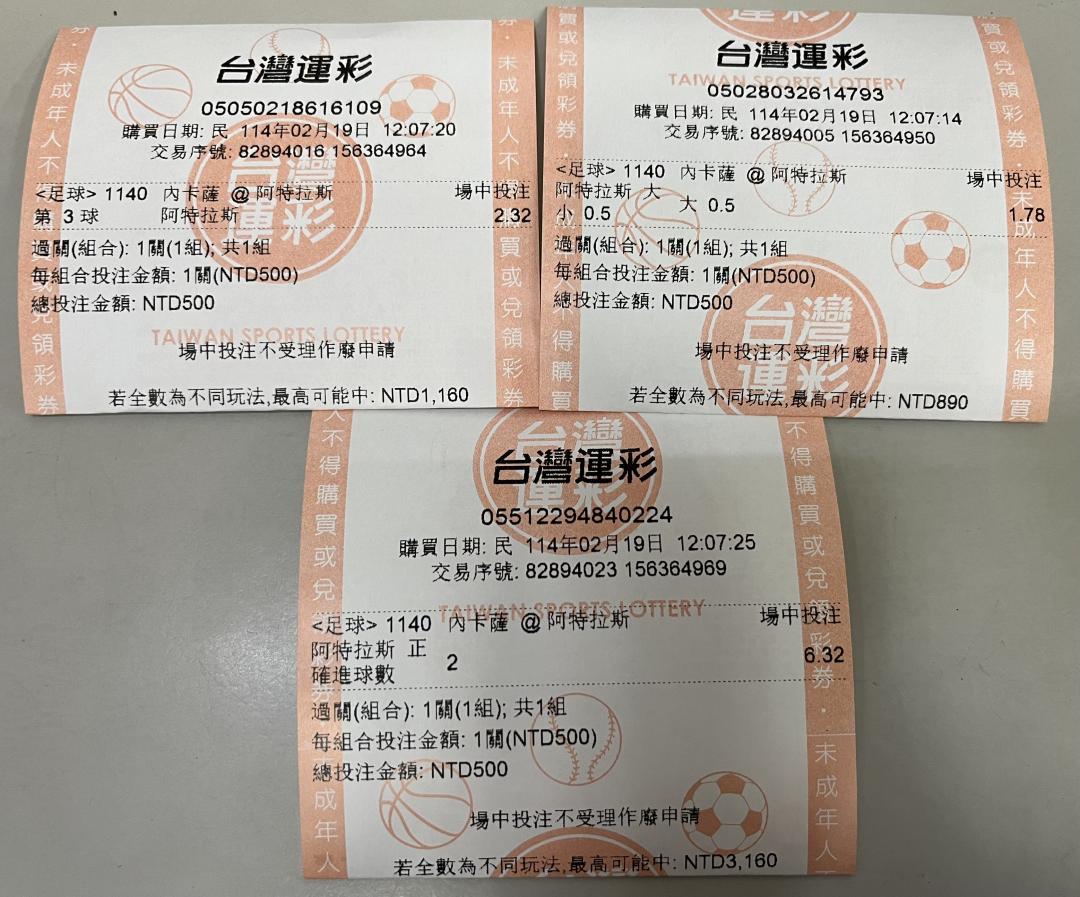 台灣運彩
05050218616109
購買日期: 民 114年02月19日 12:07:20
交易序號: 82894016 156364964
<足球> 1140 內卡薩 @ 阿特拉斯 場中投注
第 3 球 阿特拉斯 2.32
過關(組合): 1關(1組); 共1組
每組合投注金額: 1關(NTD500)
總投注金額: NTD500
TAIWAN SPORTS LOTTERY
場中投注不受理作廢申請
若全數為不同玩法,最高可能中: NTD1,160
台灣運彩
TAIWAN SPORTS LOTTERY
05028032614793
購買日期: 民 114年02月19日 12:07:14
交易序號: 82894005 156364950
<足球> 1140 內卡薩 @ 阿特拉斯 場中投注
阿特拉斯 大
小 0.5 大 0.5 1.78
過關(組合): 1關(1組); 共1組
每組合投注金額: 1關(NTD500)
總投注金額: NTD500
場中投注不受理作廢申請
若全數為不同玩法,最高可能中: NTD890
台灣運彩
05512294840224
購買日期: 民 114年02月19日 12:07:25
交易序號: 82894023 156364969
TAIWAN SPORTS LOTTERY
<足球> 1140 內卡薩 @ 阿特拉斯 場中投注
阿特拉斯 正
確進球數 2 6.32
過關(組合): 1關(1組); 共1組
每組合投注金額: 1關(NTD500)
總投注金額: NTD500
場中投注不受理作廢申請
若全數為不同玩法,最高可能中: NTD3,160